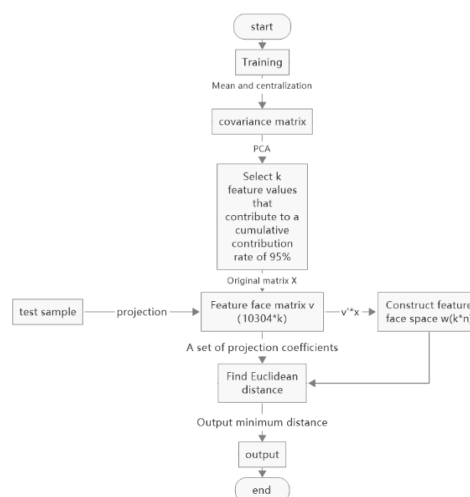 start
Training
Mean and centralization
covariance matrix
PCA
Select k
feature values
that
contribute to a
cumulative
contribution
rate of 95%
Original matrix X
test sample
projection
Feature face matrix v
(10304*k)
v'*x
Construct feature
face space w(k*n)
A set of projection coefficients
Find Euclidean
distance
Output minimum distance
output
end